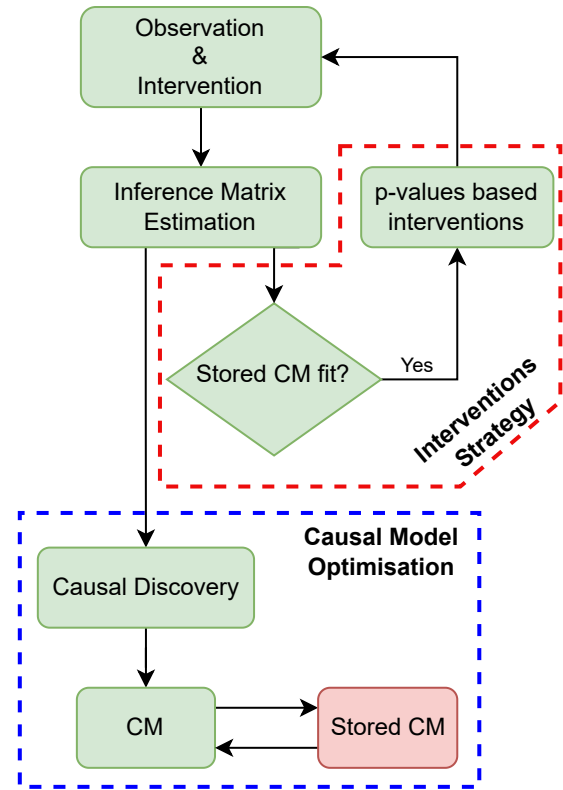 Observation
&
Intervention
Inference Matrix
Estimation
p-values based
interventions
Stored CM fit?
Yes
Interventions
Strategy
Causal Model
Optimisation
Causal Discovery
CM
Stored CM